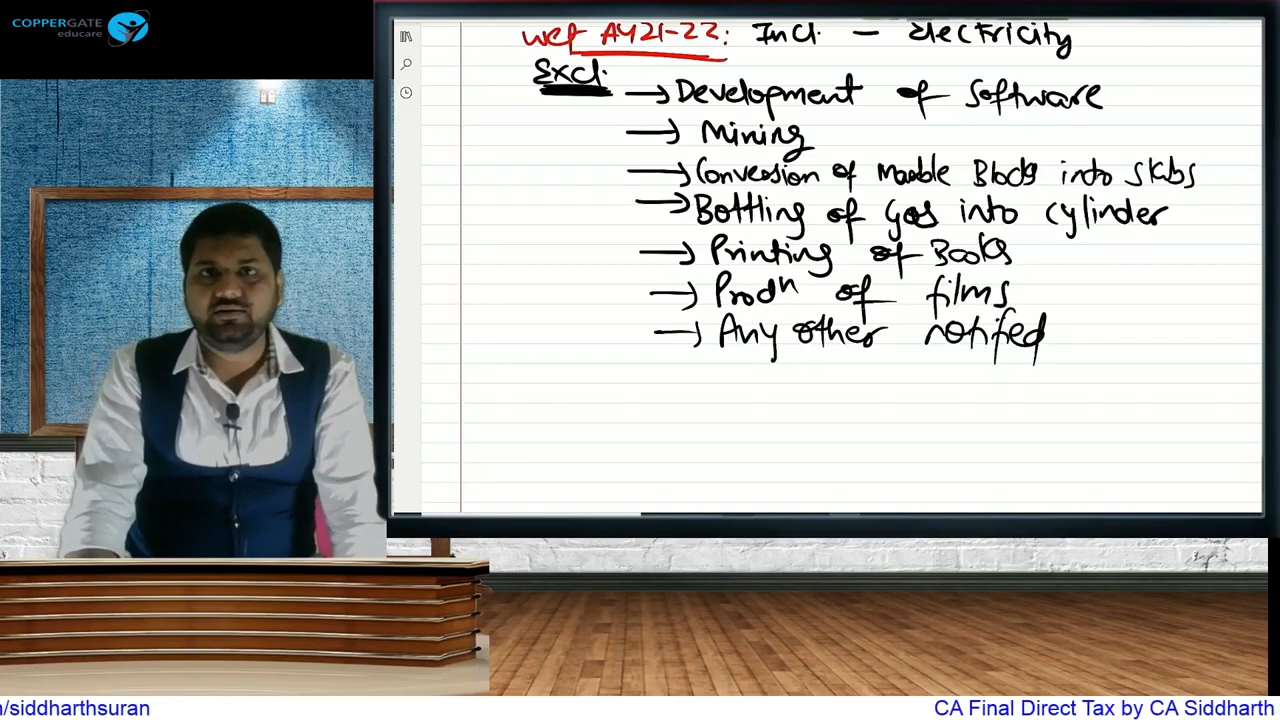 COPPERGATE
educare
wef AY21-22: Incl. — Electricity
Excl.
→ Development of Software
→ Mining
→ Conversion of Marble Blocks into Slabs
→ Bottling of Gas into Cylinder
→ Printing of Books
→ Prodn of films
→ Any other notifed
n/siddharthsuran
CA Final Direct Tax by CA Siddharth